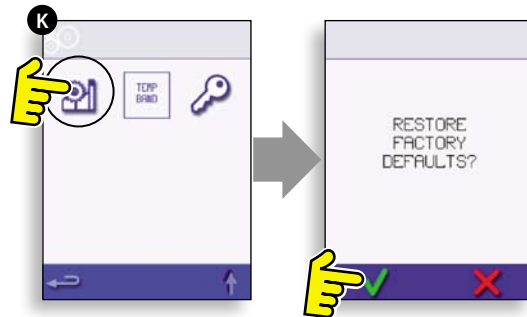 K
TEMP
BAND
RESTORE
FACTORY
DEFAULTS?